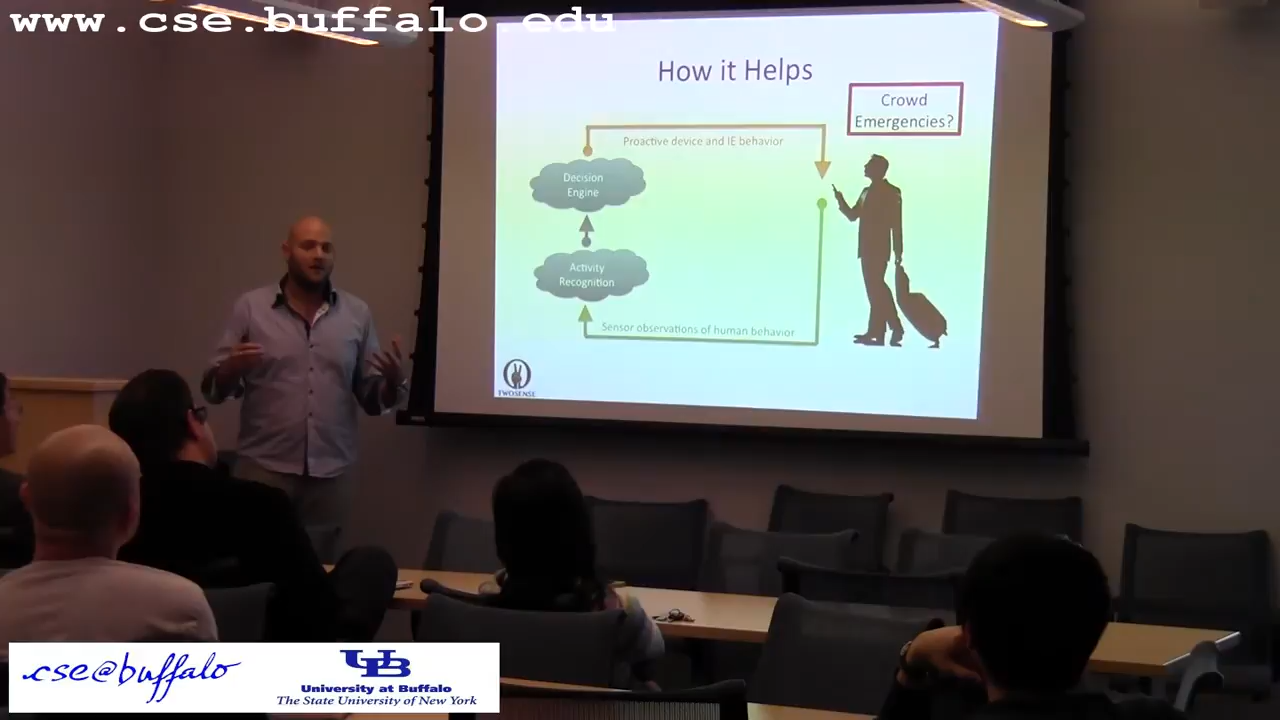 www.cse.buffalo.edu
How it Helps
Crowd
Emergencies?
Proactive device and IE behavior
Decision
Engine
Activity
Recognition
Sensor observations of human behavior
TWOSENSE
cse@buffalo
UB
University at Buffalo
The State University of New York